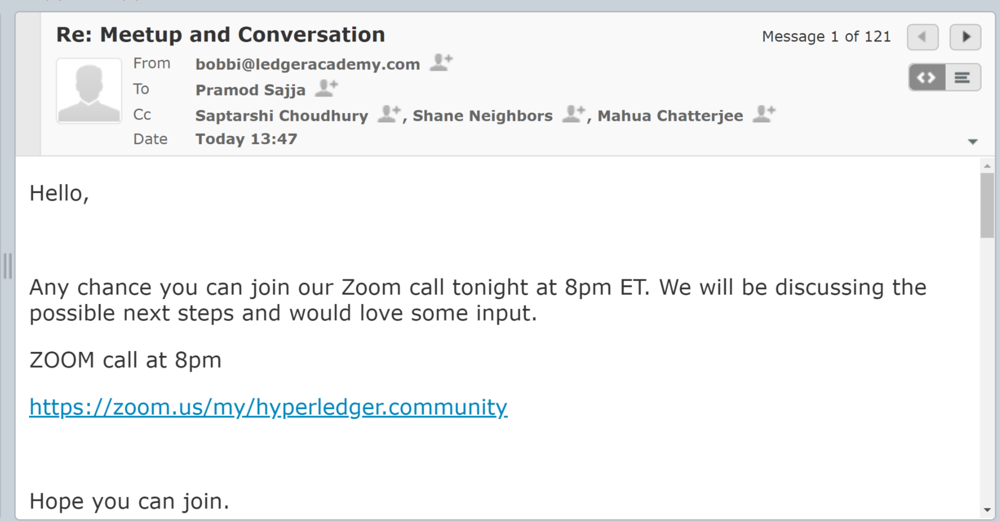 Re: Meetup and Conversation
Message 1 of 121
From bobbi@ledgeracademy.com
To Pramod Sajja
Cc Saptarshi Choudhury , Shane Neighbors , Mahua Chatterjee
Date Today 13:47
Hello,
Any chance you can join our Zoom call tonight at 8pm ET. We will be discussing the
possible next steps and would love some input.
ZOOM call at 8pm
https://zoom.us/my/hyperledger.community
Hope you can join.